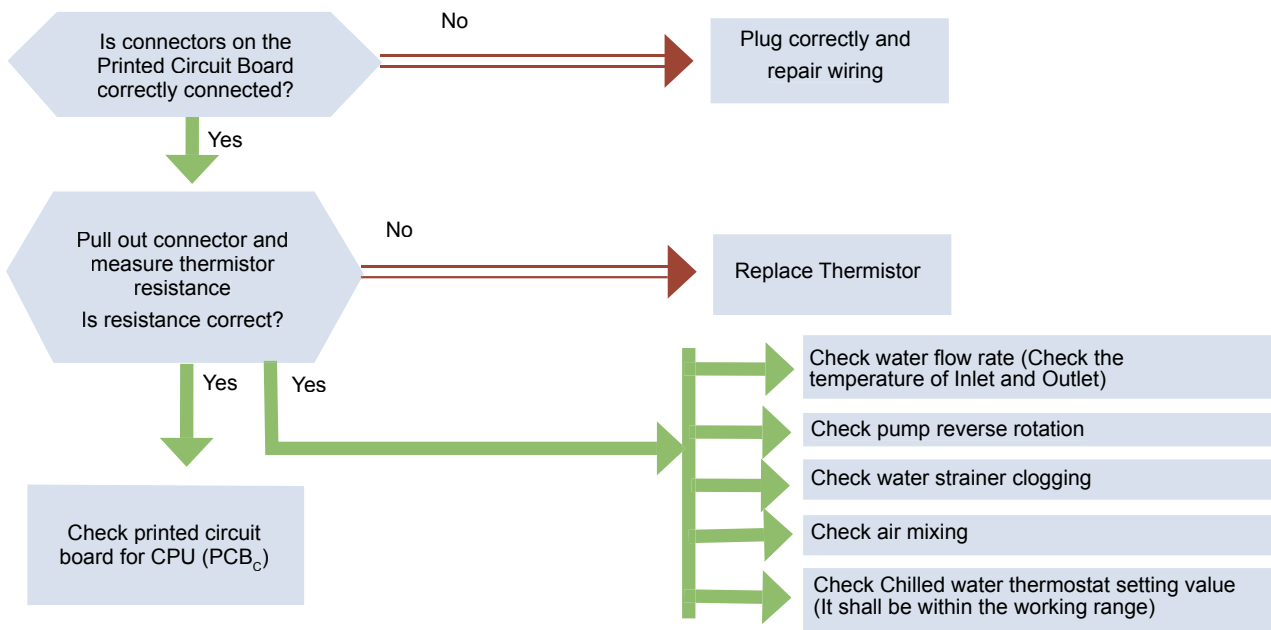 Is connectors on the
Printed Circuit Board
correctly connected?
No
Plug correctly and
repair wiring
Yes
Pull out connector and
measure thermistor
resistance
Is resistance correct?
No
Replace Thermistor
Yes
Yes
Check water flow rate (Check the
temperature of Inlet and Outlet)
Check pump reverse rotation
Check water strainer clogging
Check air mixing
Check Chilled water thermostat setting value
(It shall be within the working range)
Check printed circuit
board for CPU (PCBc)